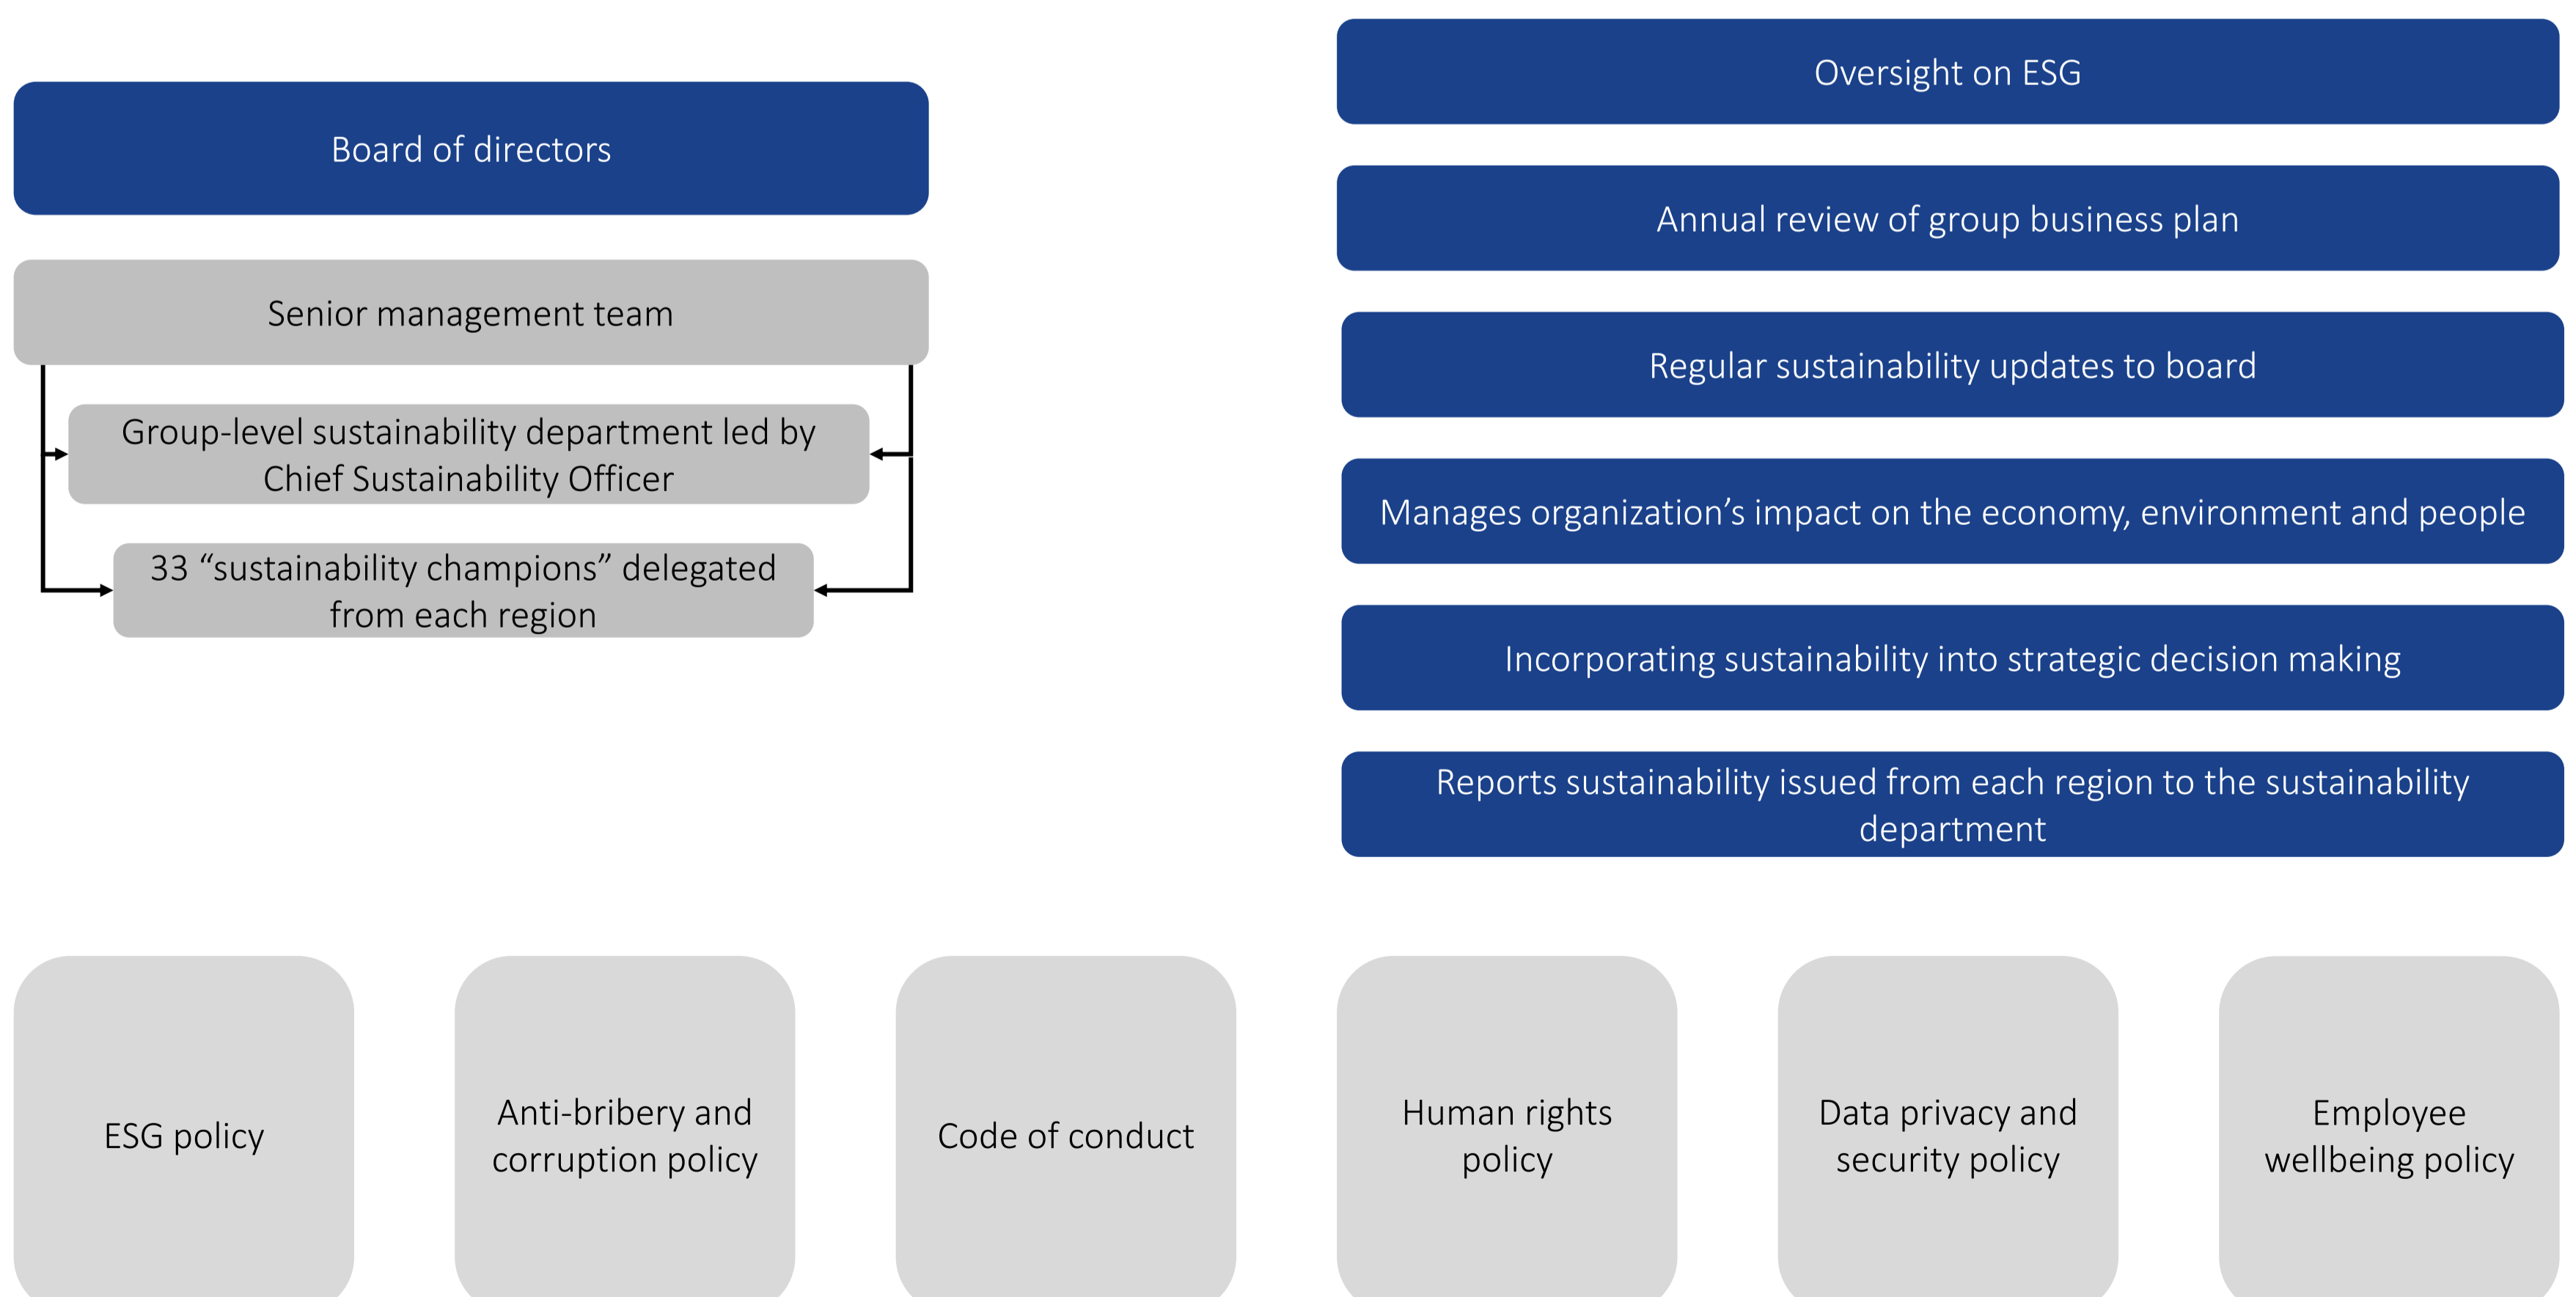 Board of directors
Senior management team
Group-level sustainability department led by
Chief Sustainability Officer
33 “sustainability champions” delegated
from each region
Oversight on ESG
Annual review of group business plan
Regular sustainability updates to board
Manages organization’s impact on the economy, environment and people
Incorporating sustainability into strategic decision making
Reports sustainability issued from each region to the sustainability
department
ESG policy
Anti-bribery and
corruption policy
Code of conduct
Human rights
policy
Data privacy and
security policy
Employee
wellbeing policy